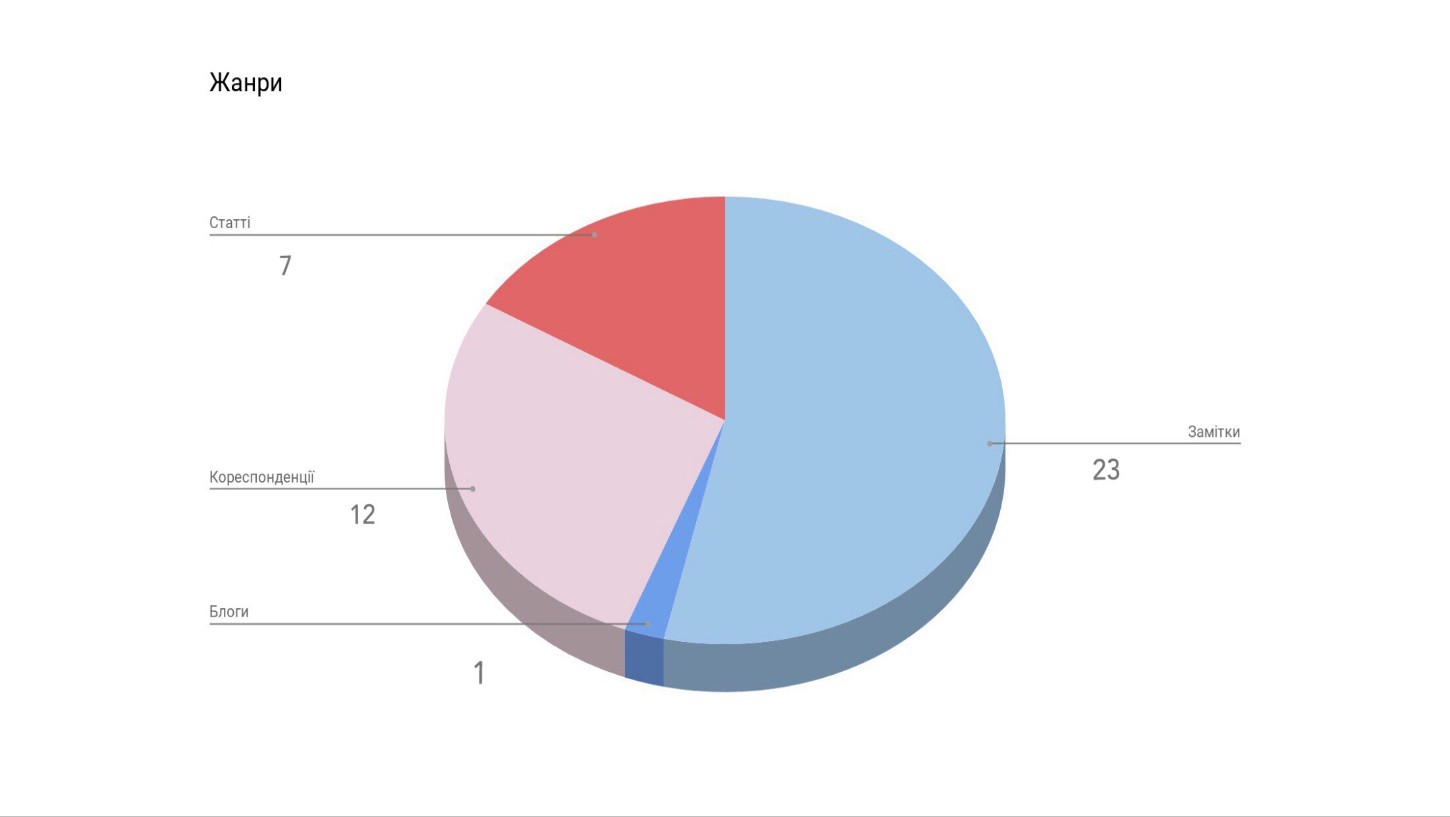 Жанри
Статті
7
Замітки
23
Кореспонденції
12
Блоги
1